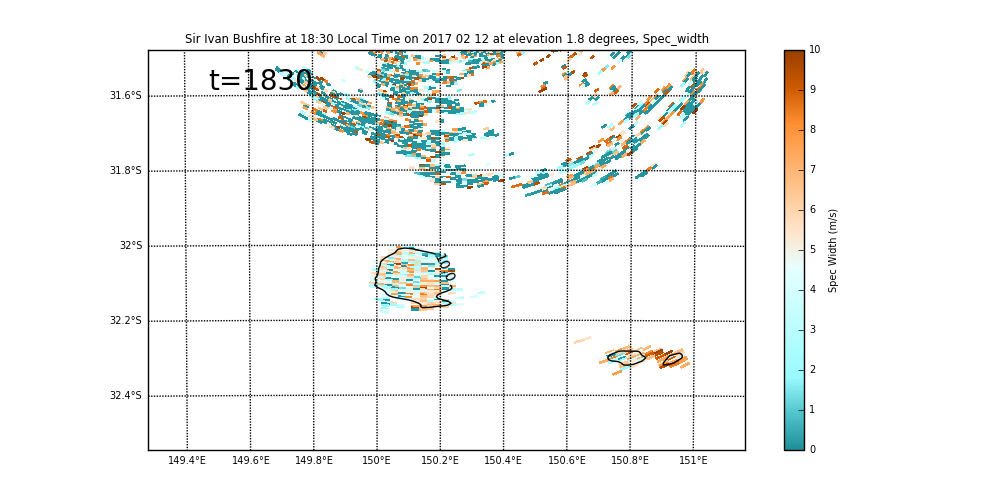 Sir Ivan Bushfire at 18:30 Local Time on 2017 02 12 at elevation 1.8 degrees, Spec_width
t=1830
31.6°S
31.8°S
32°S
32.2°S
32.4°S
149.4°E 149.6°E 149.8°E 150°E 150.2°E 150.4°E 150.6°E 150.8°E 151°E
10
9
8
7
6
5
4
3
2
1
0
Spec Width (m/s)